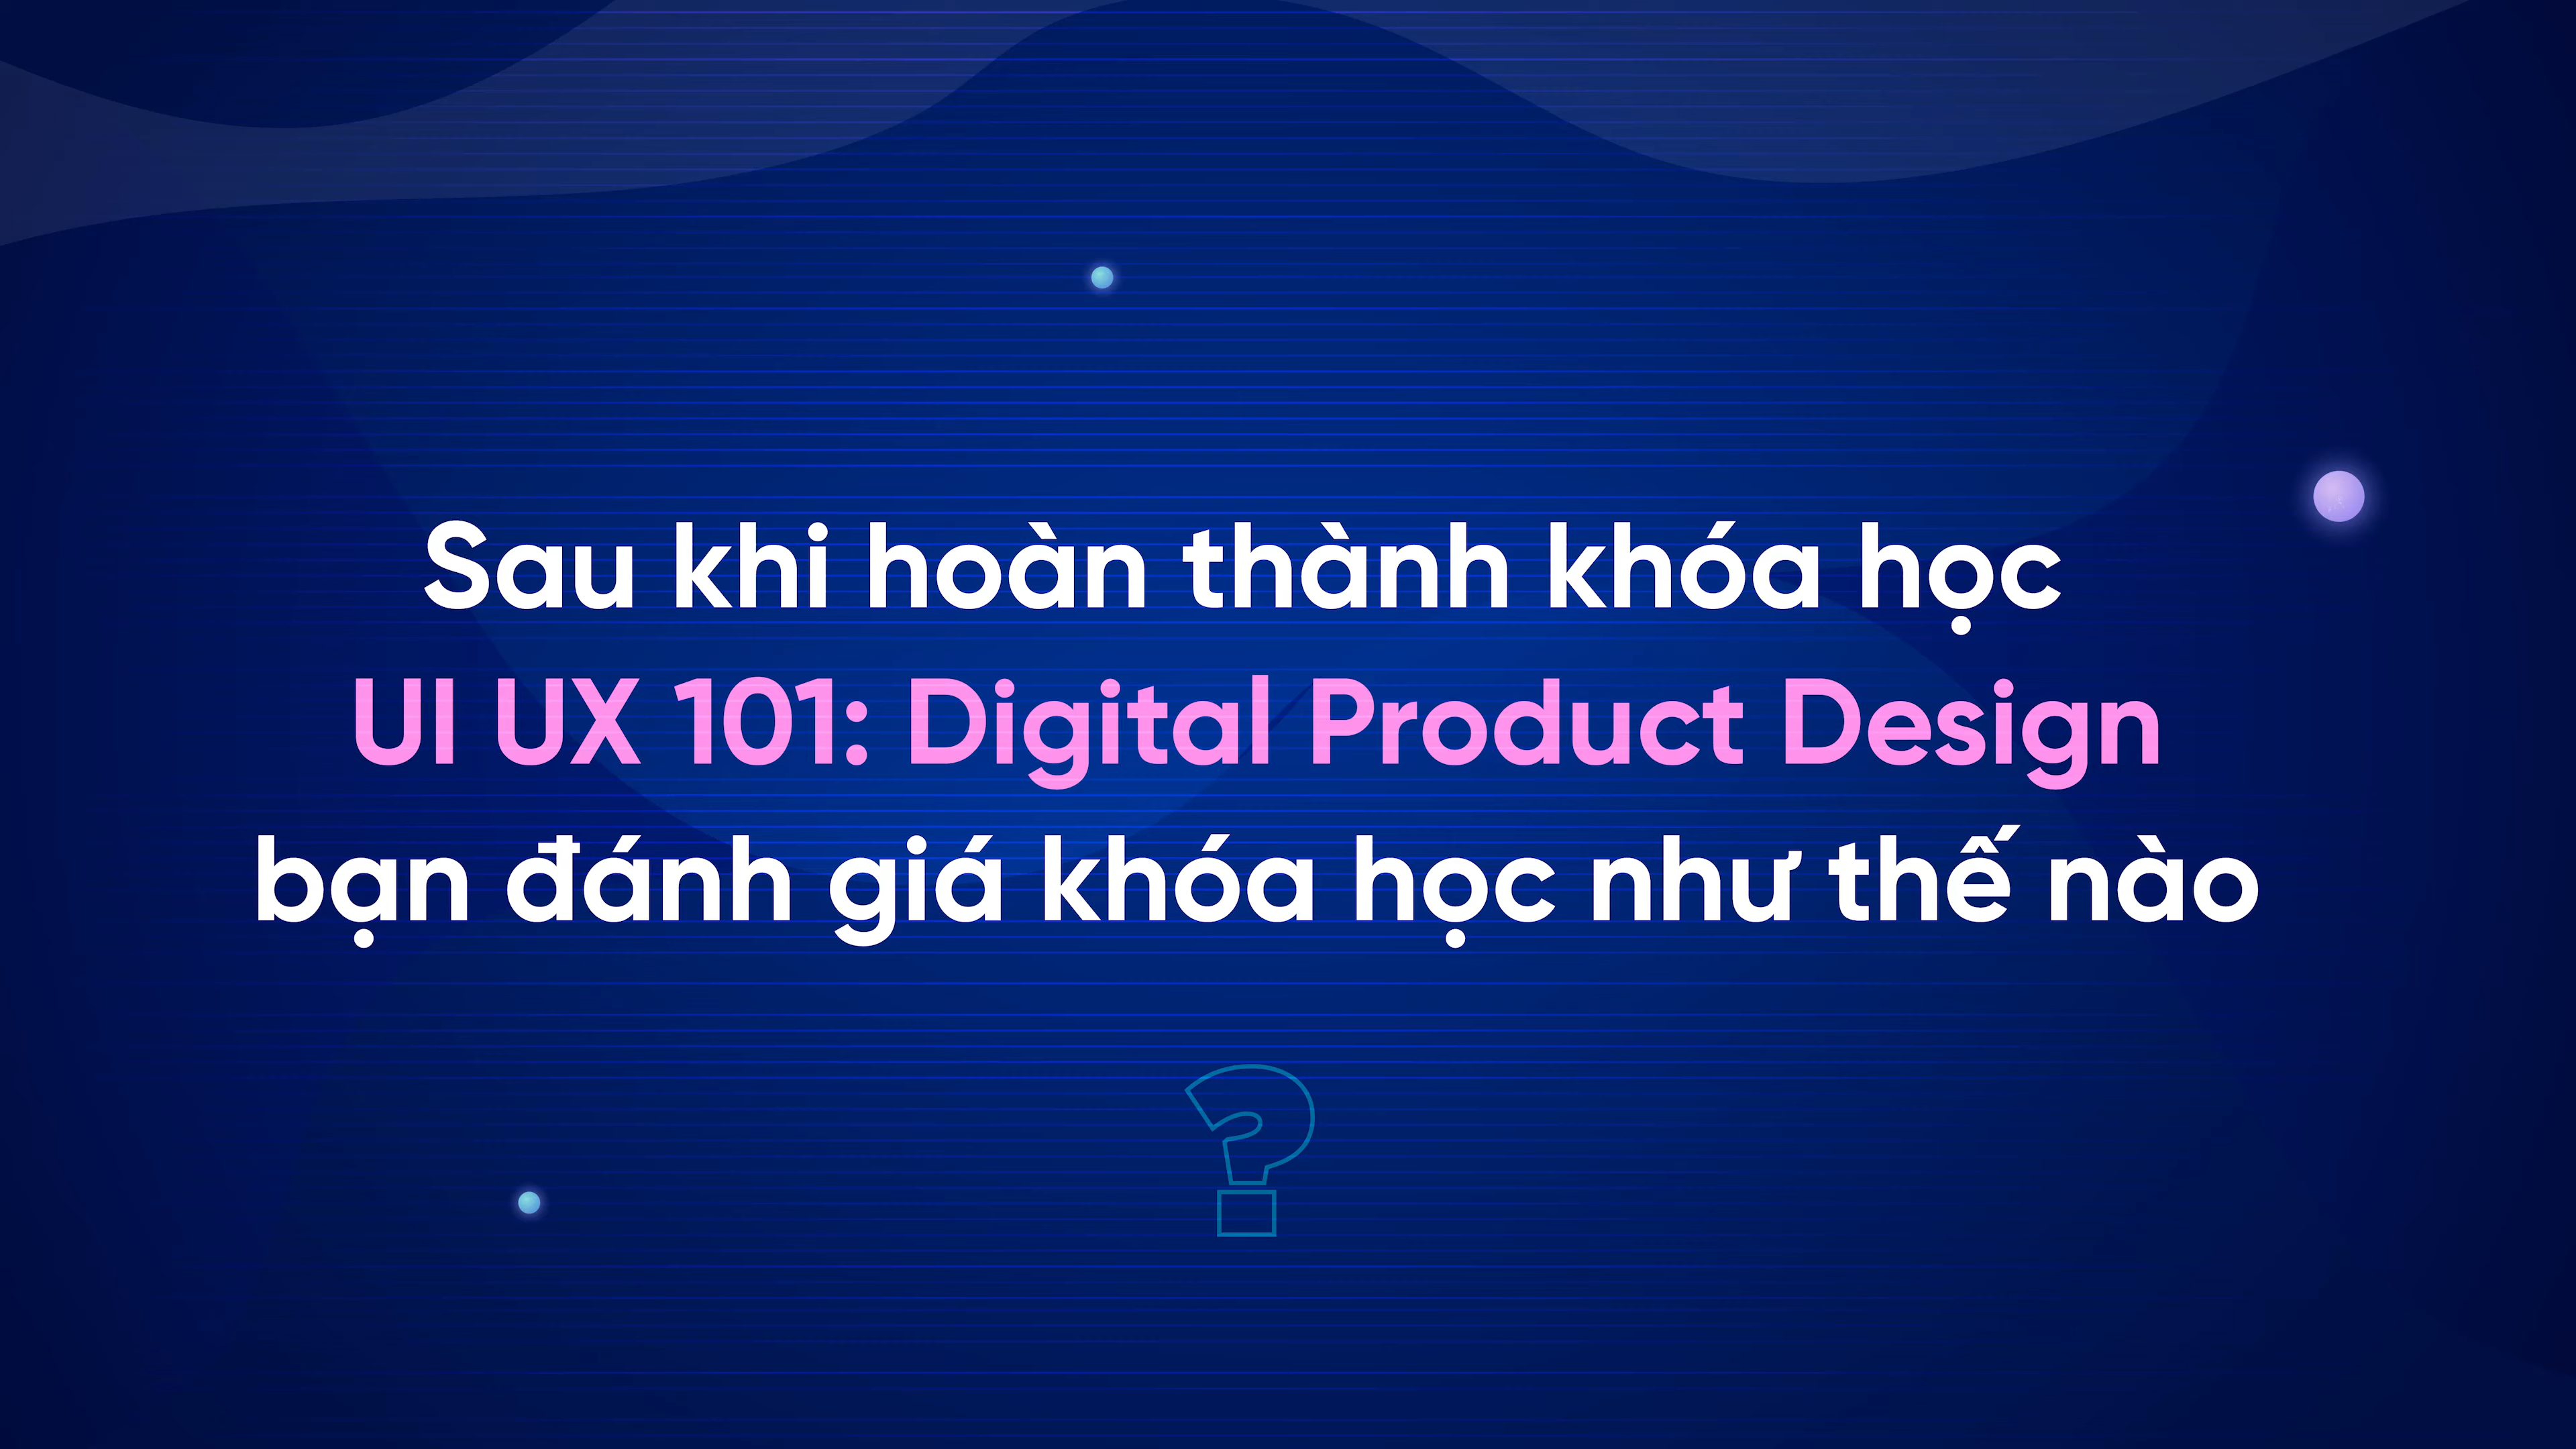 Sau khi hoàn thành khóa học
UI UX 101: Digital Product Design
bạn đánh giá khóa học như thế nào
?